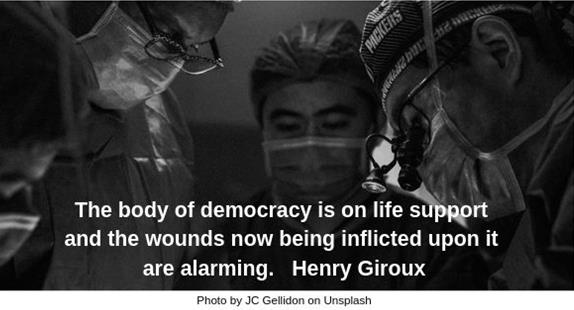 PACKERS
The body of democracy is on life support
and the wounds now being inflicted upon it
are alarming. Henry Giroux
Photo by JC Gellidon on Unsplash